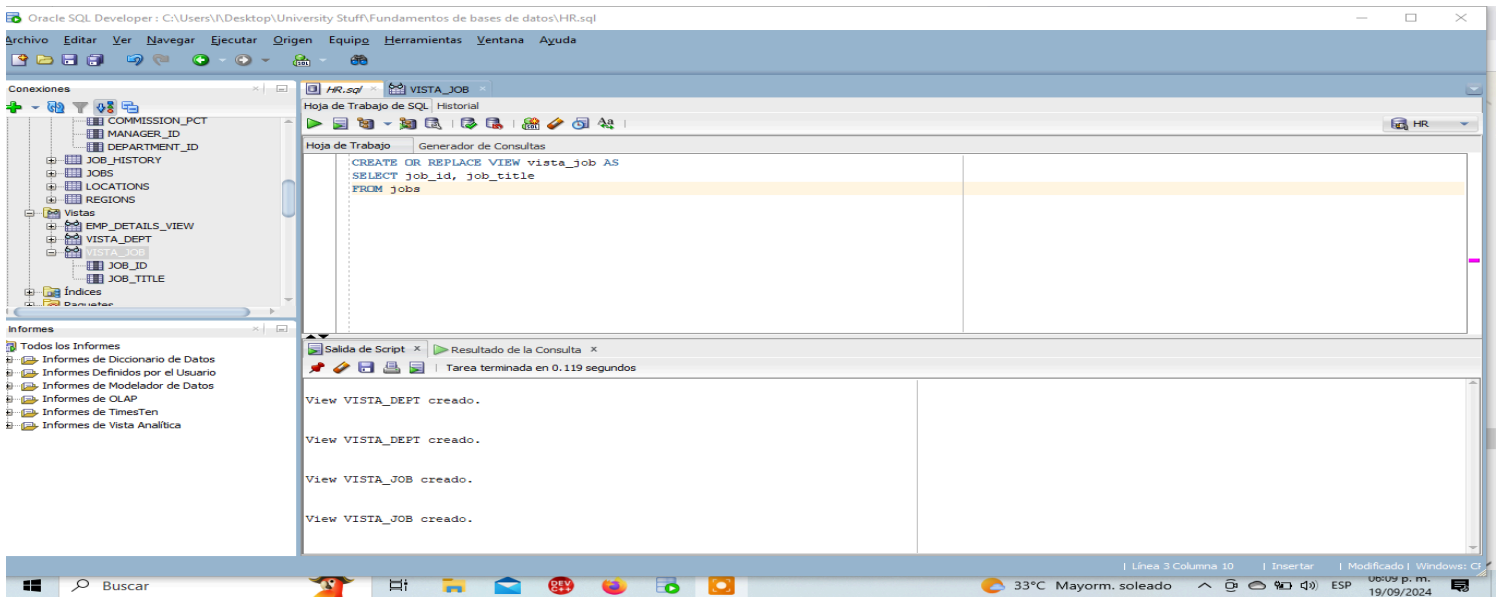 Oracle SQL Developer : C:\Users\I\Desktop\University Stuff\Fundamentos de bases de datos\HR.sql
Archivo Editar Ver Navegar Ejecutar Origen Equipo Herramientas Ventana Ayuda
Conexiones
COMMISSION_PCT
MANAGER_ID
DEPARTMENT_ID
JOB_HISTORY
JOBS
LOCATIONS
REGIONS
Vistas
EMP_DETAILS_VIEW
VISTA_DEPT
VISTA_JOB
JOB_ID
JOB_TITLE
Índices
Paquetes
Informes
Todos los Informes
Informes de Diccionario de Datos
Informes Definidos por el Usuario
Informes de Modelador de Datos
Informes de OLAP
Informes de TimesTen
Informes de Vista Analítica
HR.sql VISTA_JOB
Hoja de Trabajo de SQL Historial
HR
Hoja de Trabajo Generador de Consultas
CREATE OR REPLACE VIEW vista_job AS
SELECT job_id, job_title
FROM jobs
Salida de Script Resultado de la Consulta
Tarea terminada en 0.119 segundos
View VISTA_DEPT creado.
View VISTA_DEPT creado.
View VISTA_JOB creado.
View VISTA_JOB creado.
Línea 3 Columna 10 Insertar Modificado Windows:
Buscar
DEV C++
33°C Mayorm. soleado ESP
06:09 p. m.
19/09/2024